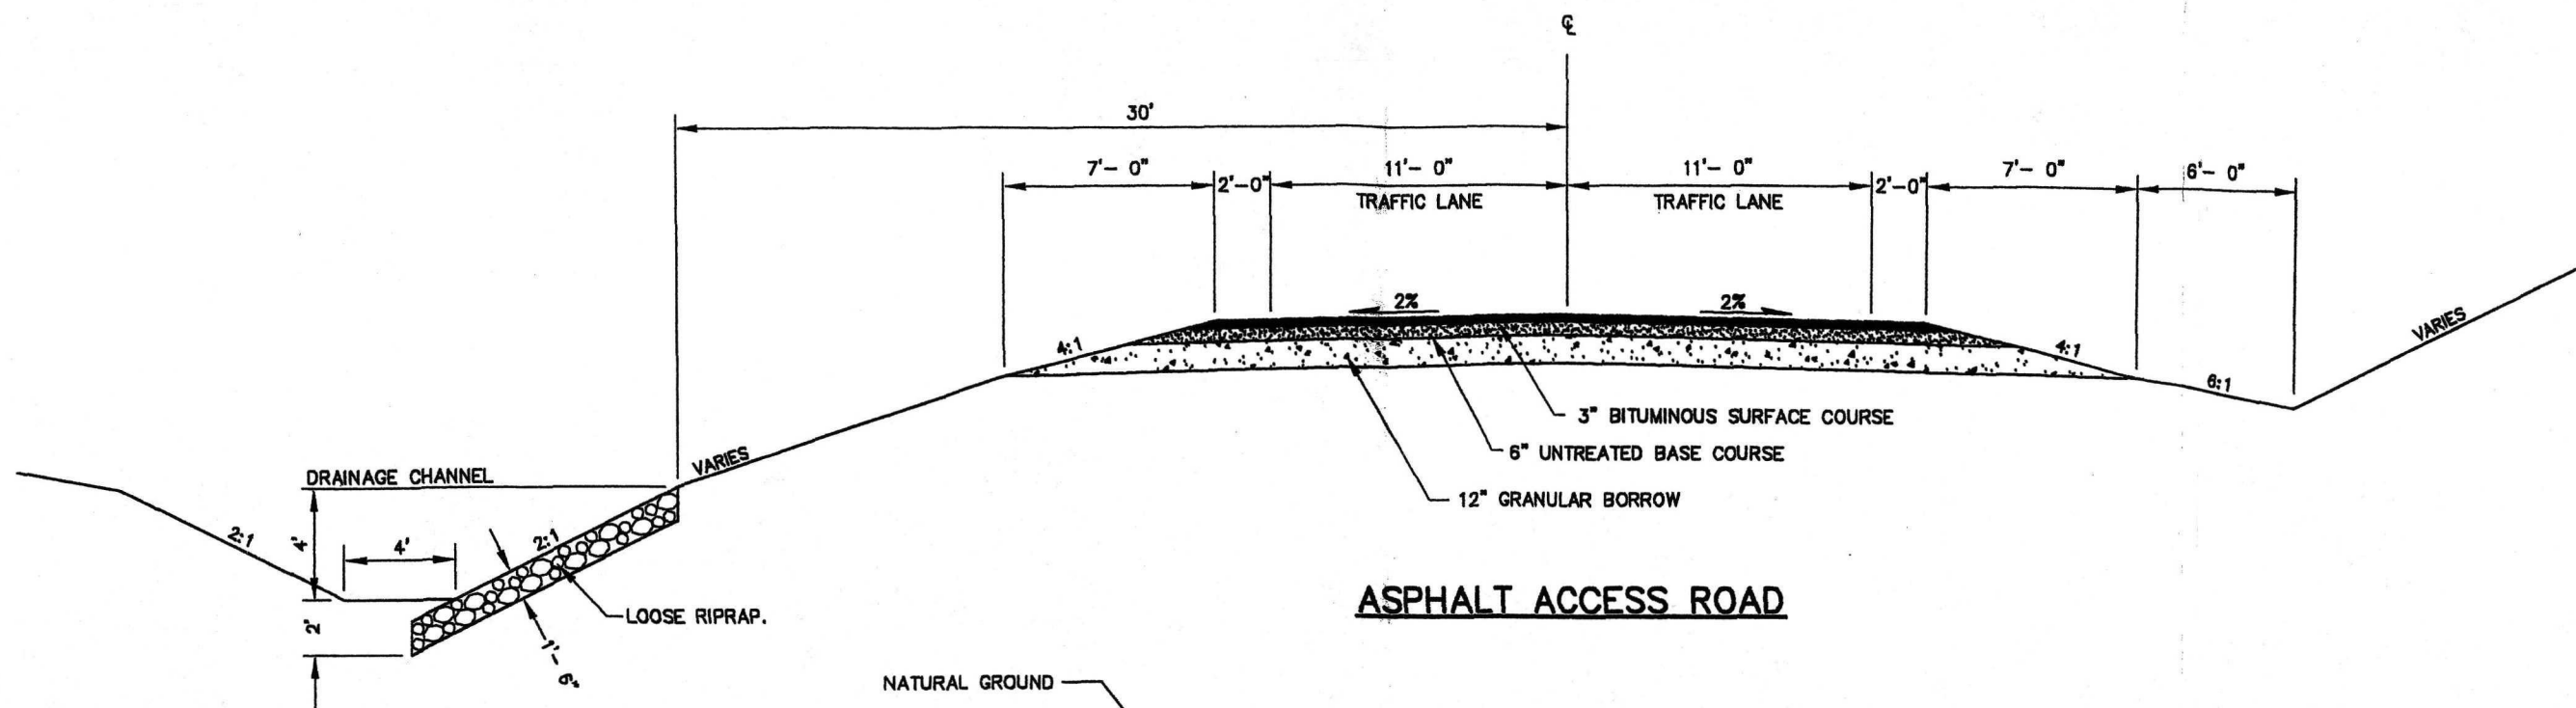 ℄
30'
7'- 0"
2'-0"
11'- 0"
TRAFFIC LANE
11'- 0"
TRAFFIC LANE
2'-0"
7'- 0"
6'- 0"
2%
2%
4:1
4:1
6:1
VARIES
VARIES
3" BITUMINOUS SURFACE COURSE
6" UNTREATED BASE COURSE
12" GRANULAR BORROW
DRAINAGE CHANNEL
2:1
4'
4'
2:1
2'
LOOSE RIPRAP.
1'- 6"
ASPHALT ACCESS ROAD
NATURAL GROUND